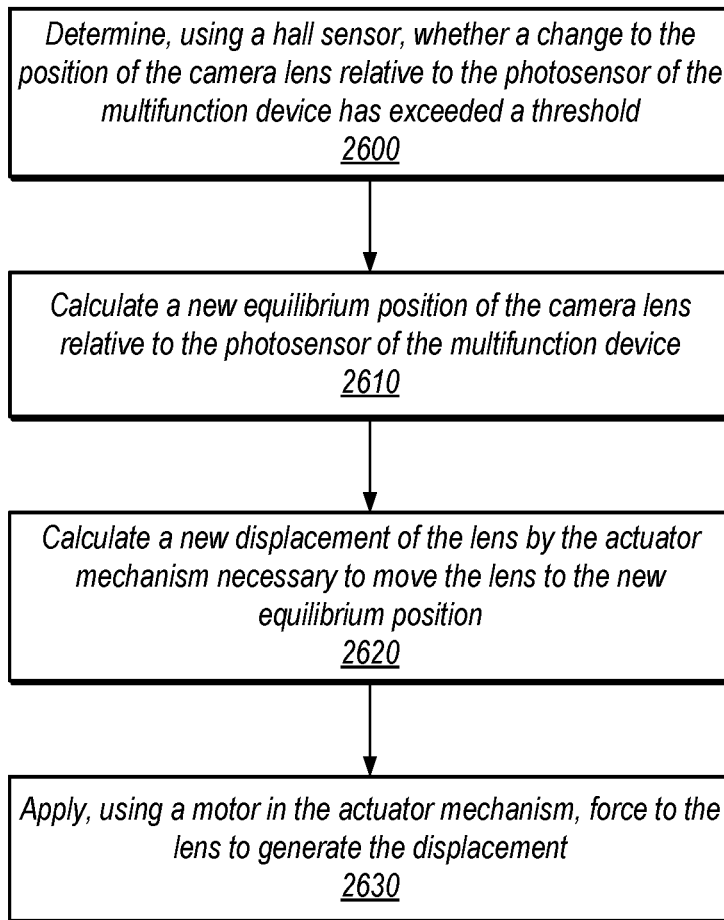 Determine, using a hall sensor, whether a change to the
position of the camera lens relative to the photosensor of the
multifunction device has exceeded a threshold
2600
Calculate a new equilibrium position of the camera lens
relative to the photosensor of the multifunction device
2610
Calculate a new displacement of the lens by the actuator
mechanism necessary to move the lens to the new
equilibrium position
2620
Apply, using a motor in the actuator mechanism, force to the
lens to generate the displacement
2630